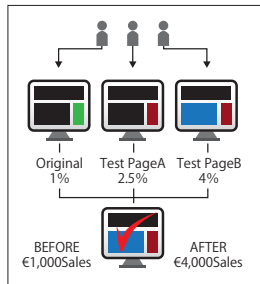 Original Test PageA Test PageB
1% 2.5% 4%
BEFORE AFTER
€1,000Sales €4,000Sales